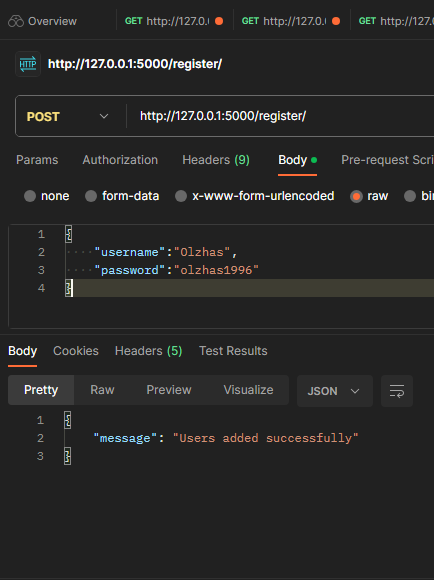 Overview GET http://127.0. GET http://127.0. GET http://
HTTP http://127.0.0.1:5000/register/
POST http://127.0.0.1:5000/register/
Params Authorization Headers (9) Body Pre-request Scri
none form-data x-www-form-urlencoded raw bin
1 {
2 "username":"Olzhas",
3 "password":"olzhas1996"
4 }
Body Cookies Headers (5) Test Results
Pretty Raw Preview Visualize JSON
1 {
2 "message": "Users added successfully"
3 }